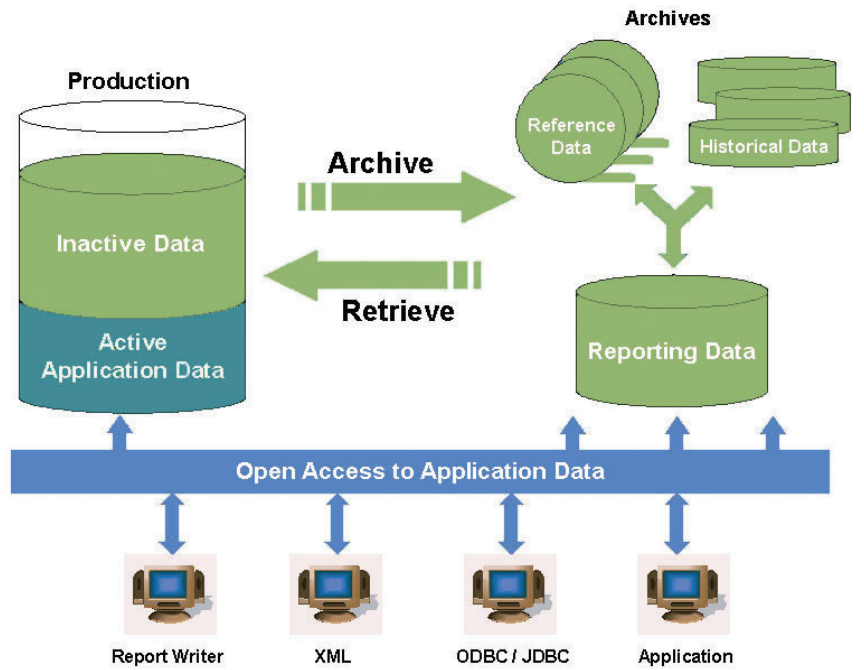 Archives
Production
Reference
Data
Historical Data
Archive
Inactive Data
Retrieve
Active
Application Data
Reporting Data
Open Access to Application Data
Report Writer
XML
ODBC / JDBC
Application